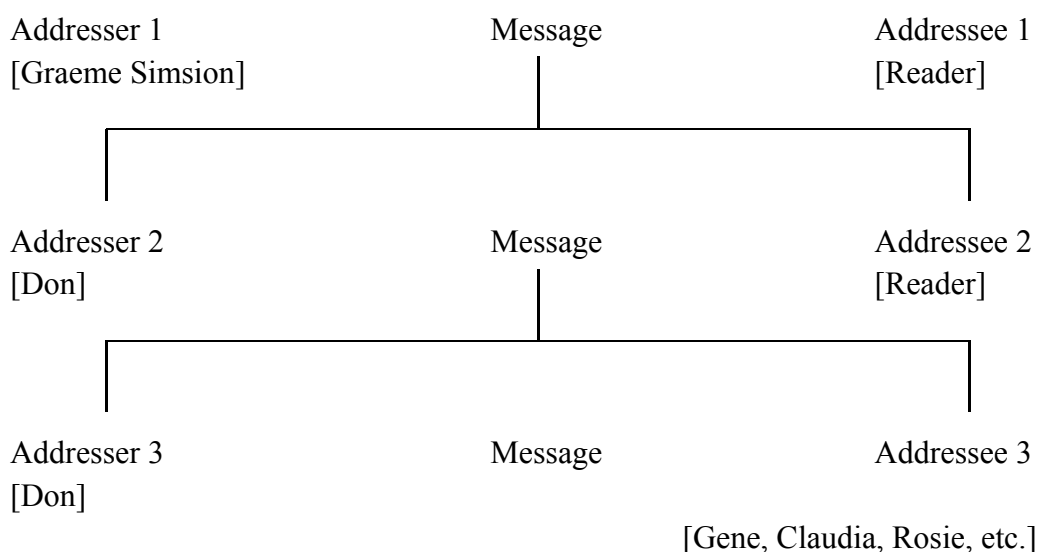 Addresser 1 Message Addressee 1
[Graeme Simsion] [Reader]
Addresser 2 Message Addressee 2
[Don] [Reader]
Addresser 3 Message Addressee 3
[Don]
[Gene, Claudia, Rosie, etc.]